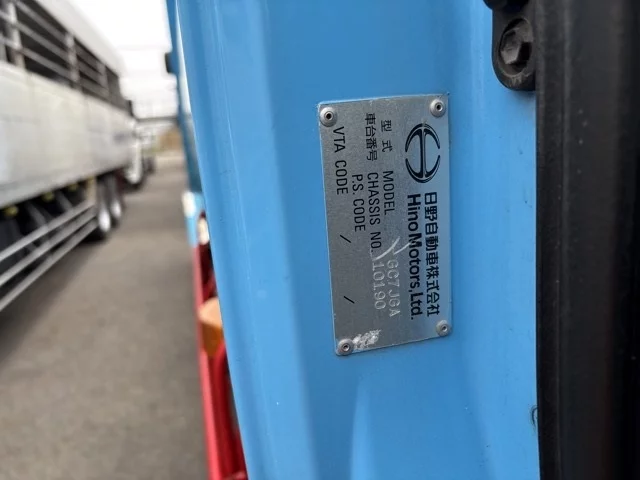 日野自動車株式会社
Hino Motors, Ltd.
型式 MODEL GC7JGA
車台番号 CHASSIS NO. 10190
P.S. CODE /
VTA CODE /